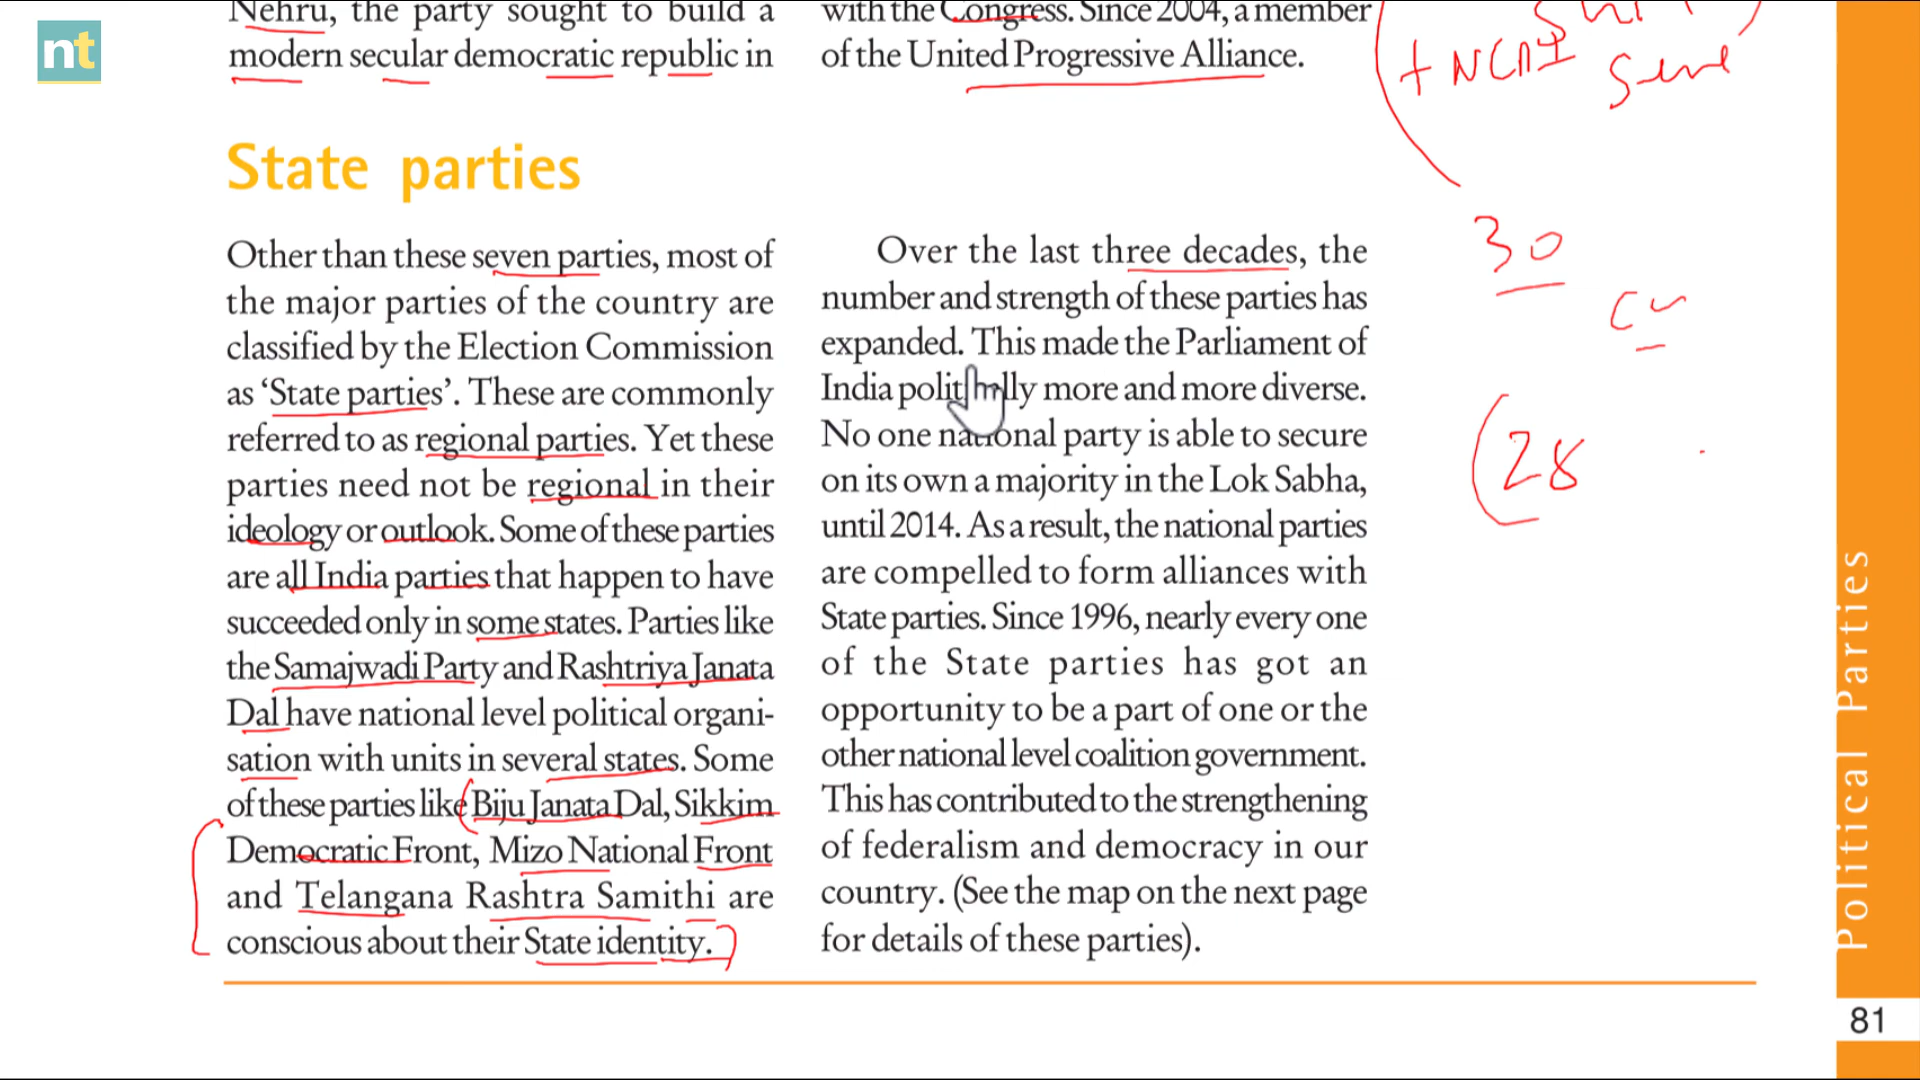 nt
Nehru, the party sought to build a
modern secular democratic republic in
with the Congress. Since 2004, a member
of the United Progressive Alliance.
State parties
Other than these seven parties, most of
the major parties of the country are
classified by the Election Commission
as ‘State parties’. These are commonly
referred to as regional parties. Yet these
parties need not be regional in their
ideology or outlook. Some of these parties
are all India parties that happen to have
succeeded only in some states. Parties like
the Samajwadi Party and Rashtriya Janata
Dal have national level political organi-
sation with units in several states. Some
of these parties like Biju Janata Dal, Sikkim
Democratic Front, Mizo National Front
and Telangana Rashtra Samithi are
conscious about their State identity.
Over the last three decades, the
number and strength of these parties has
expanded. This made the Parliament of
India politically more and more diverse.
No one national party is able to secure
on its own a majority in the Lok Sabha,
until 2014. As a result, the national parties
are compelled to form alliances with
State parties. Since 1996, nearly every one
of the State parties has got an
opportunity to be a part of one or the
other national level coalition government.
This has contributed to the strengthening
of federalism and democracy in our
country. (See the map on the next page
for details of these parties).
30
28
Political Parties
81